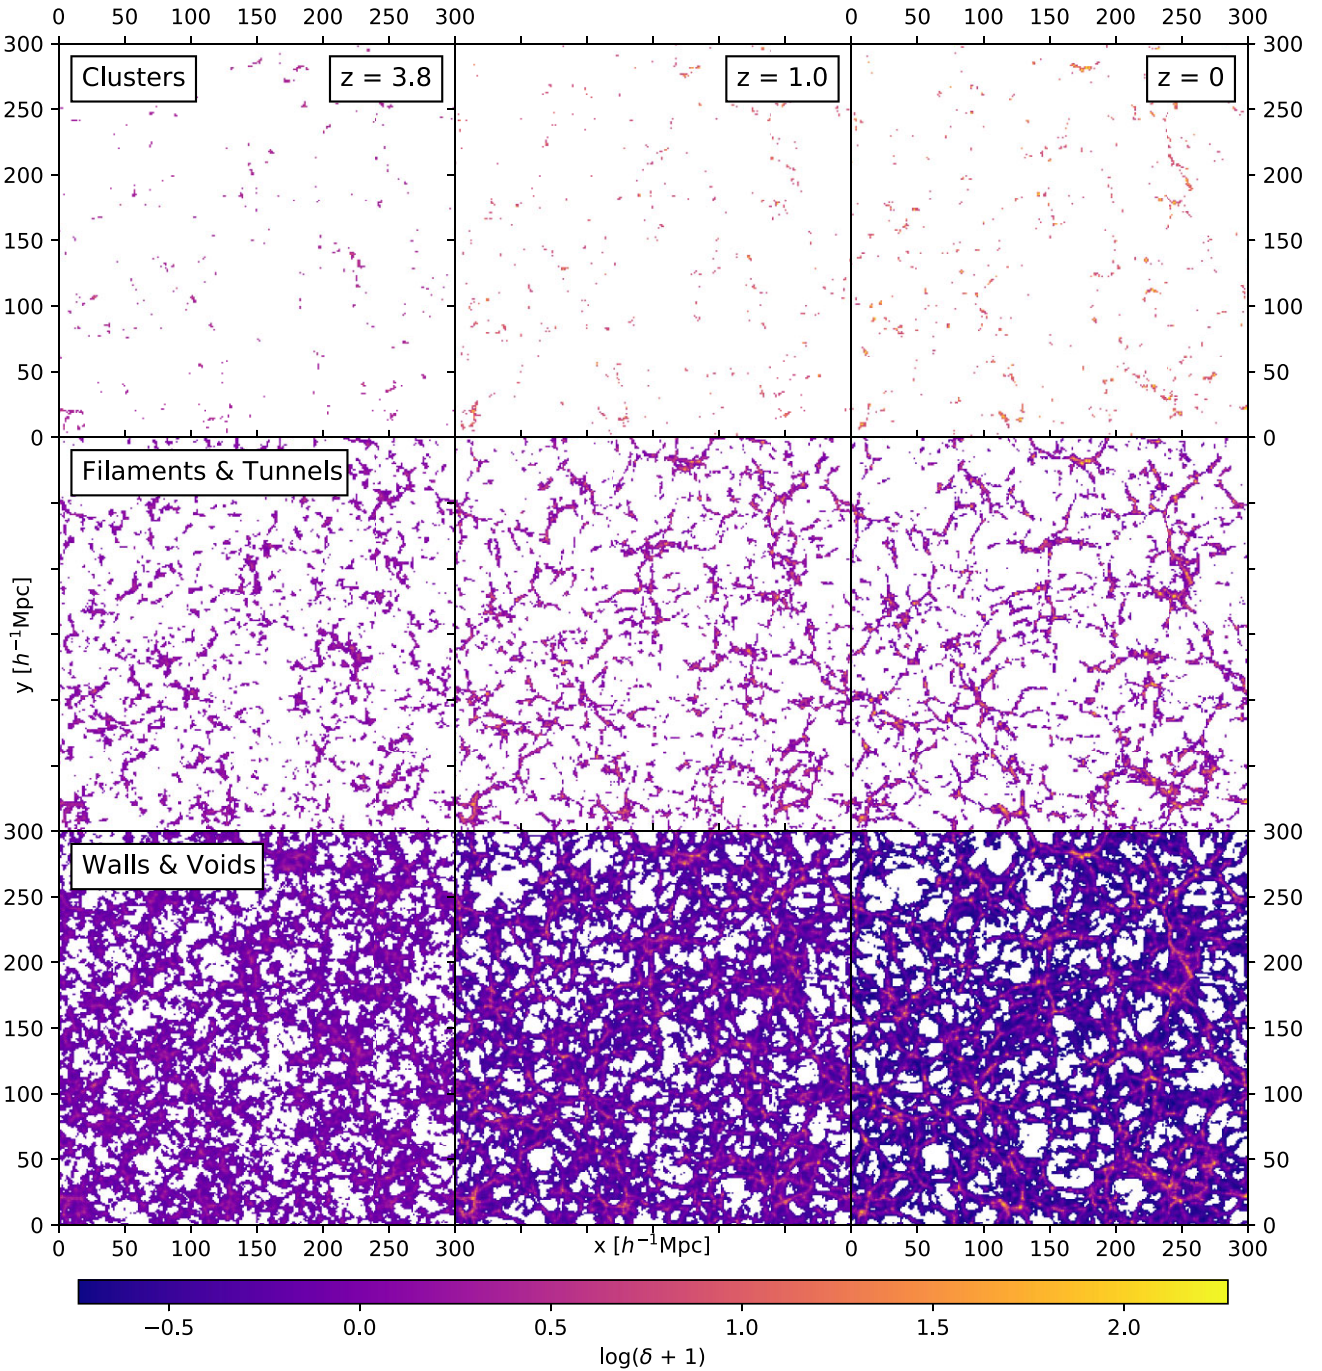 0 50 100 150 200 250 300 0 50 100 150 200 250 300
300 Clusters z = 3.8 z = 1.0 z = 0 300
250 250
200 200
150 150
100 100
50 50
0 0
Filaments & Tunnels
y [h⁻¹Mpc]
300 Walls & Voids 300
250 250
200 200
150 150
100 100
50 50
0 0
0 50 100 150 200 250 300 x [h⁻¹Mpc] 0 50 100 150 200 250 300
−0.5 0.0 0.5 1.0 1.5 2.0
log(δ + 1)